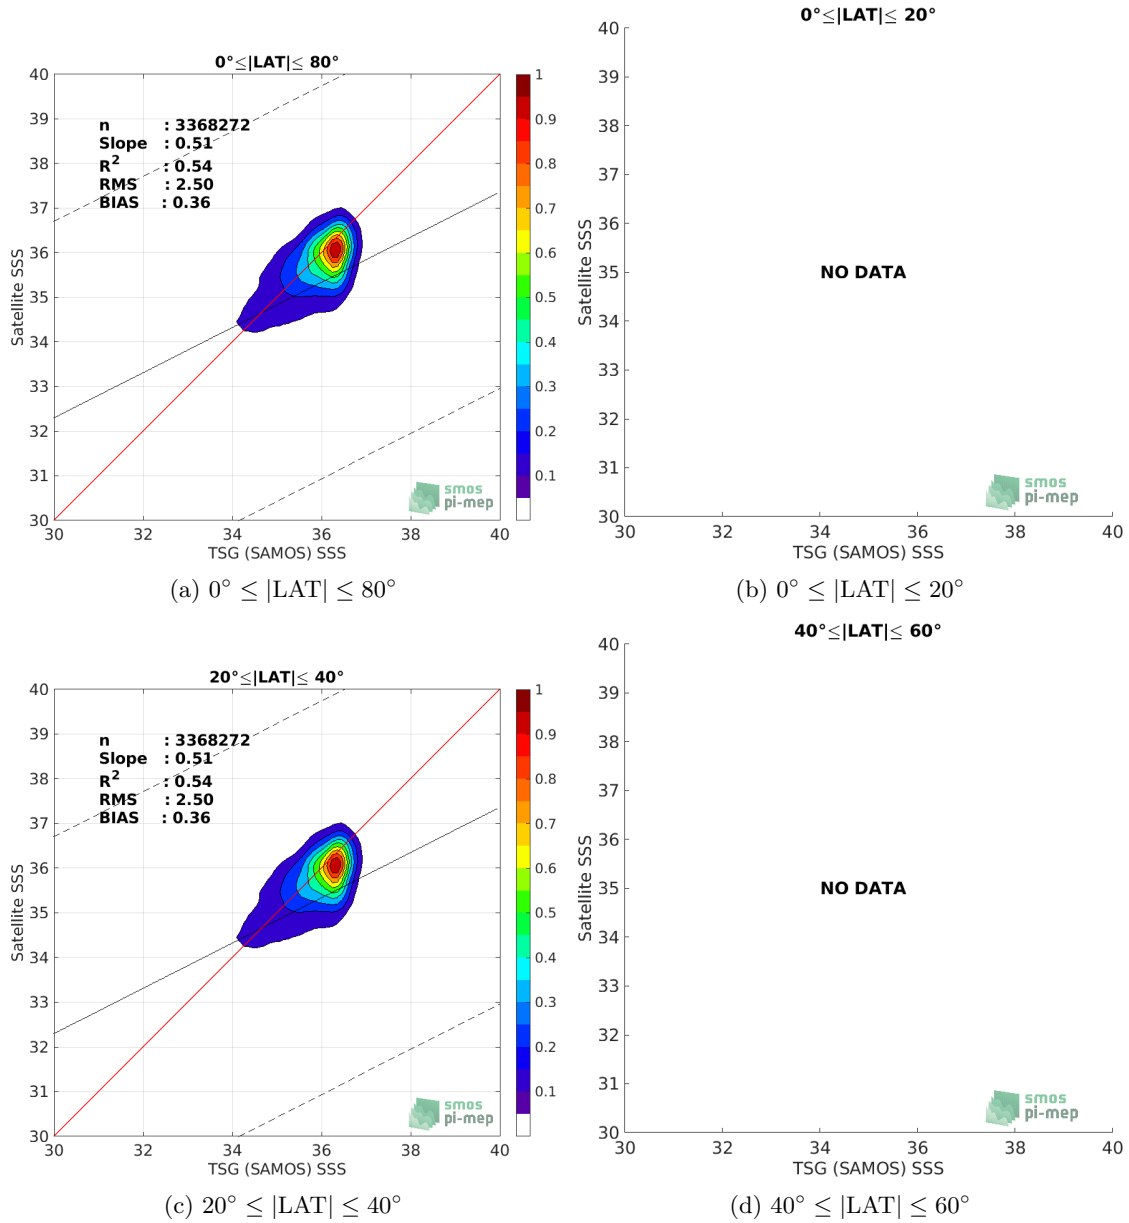 0°≤|LAT|≤ 80°
n : 3368272
Slope : 0.51
R² : 0.54
RMS : 2.50
BIAS : 0.36
40
39
38
37
36
35
34
33
32
31
30
Satellite SSS
30 32 34 36 38 40
TSG (SAMOS) SSS
1
0.9
0.8
0.7
0.6
0.5
0.4
0.3
0.2
0.1
smos
pi-mep
(a) 0° ≤ |LAT| ≤ 80°
0°≤|LAT|≤ 20°
40
39
38
37
36
35
34
33
32
31
30
Satellite SSS
NO DATA
smos
pi-mep
30 32 34 36 38 40
TSG (SAMOS) SSS
(b) 0° ≤ |LAT| ≤ 20°
20°≤|LAT|≤ 40°
n : 3368272
Slope : 0.51
R² : 0.54
RMS : 2.50
BIAS : 0.36
40
39
38
37
36
35
34
33
32
31
30
Satellite SSS
30 32 34 36 38 40
TSG (SAMOS) SSS
1
0.9
0.8
0.7
0.6
0.5
0.4
0.3
0.2
0.1
smos
pi-mep
(c) 20° ≤ |LAT| ≤ 40°
40°≤|LAT|≤ 60°
40
39
38
37
36
35
34
33
32
31
30
Satellite SSS
NO DATA
smos
pi-mep
30 32 34 36 38 40
TSG (SAMOS) SSS
(d) 40° ≤ |LAT| ≤ 60°